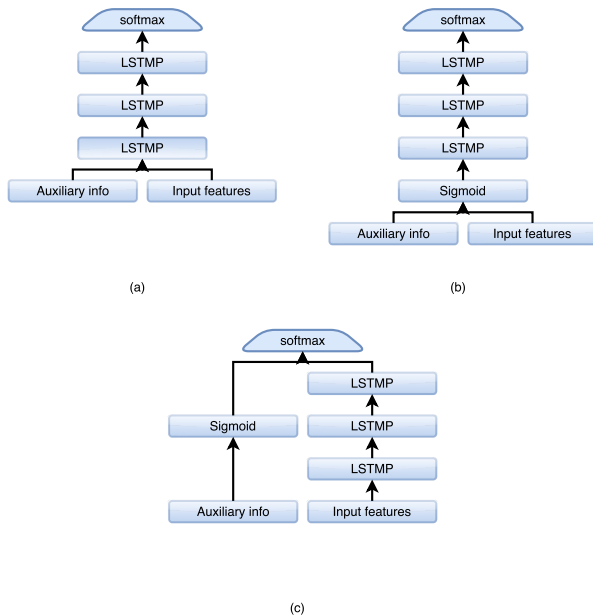 softmax
LSTMP
LSTMP
LSTMP
Auxiliary info
Input features
(a)
softmax
LSTMP
LSTMP
LSTMP
Sigmoid
Auxiliary info
Input features
(b)
softmax
LSTMP
Sigmoid
LSTMP
LSTMP
Auxiliary info
Input features
(c)